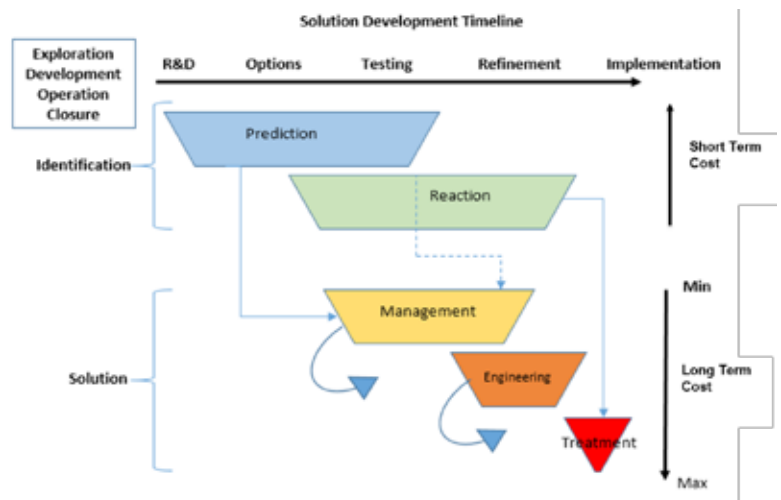 Solution Development Timeline
Exploration
Development
Operation
Closure
R&D Options Testing Refinement Implementation
Prediction
Identification
Short Term
Cost
Reaction
Min
Management
Solution
Engineering
Long Term
Cost
Treatment
Max